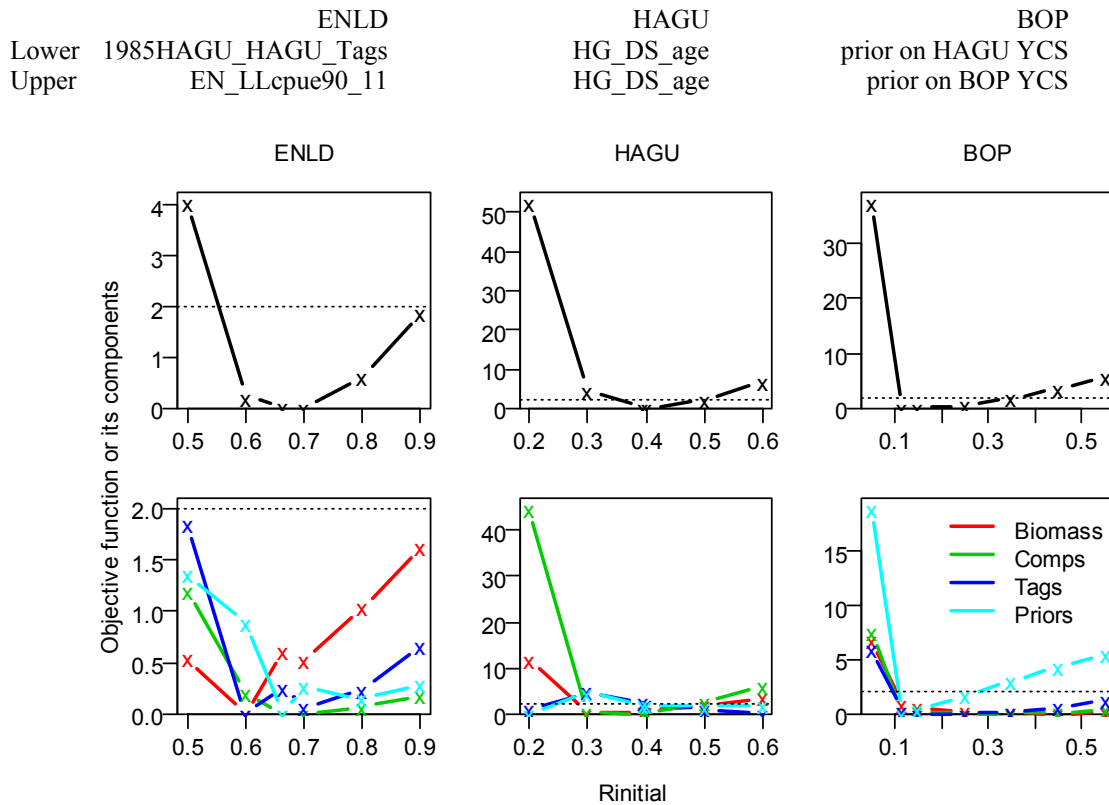 ENLD HAGU BOP
Lower 1985HAGU_HAGU_Tags HG_DS_age prior on HAGU YCS
Upper EN_LLcpue90_11 HG_DS_age prior on BOP YCS
ENLD HAGU BOP
4
3
2
1
0
0.5 0.6 0.7 0.8 0.9
50
40
30
20
10
0
0.2 0.3 0.4 0.5 0.6
30
20
10
0
0.1 0.3 0.5
Objective function or its components
2.0
1.5
1.0
0.5
0.0
0.5 0.6 0.7 0.8 0.9
40
30
20
10
0
0.2 0.3 0.4 0.5 0.6
15
10
5
0
0.1 0.3 0.5
Biomass
Comps
Tags
Priors
Rinitial